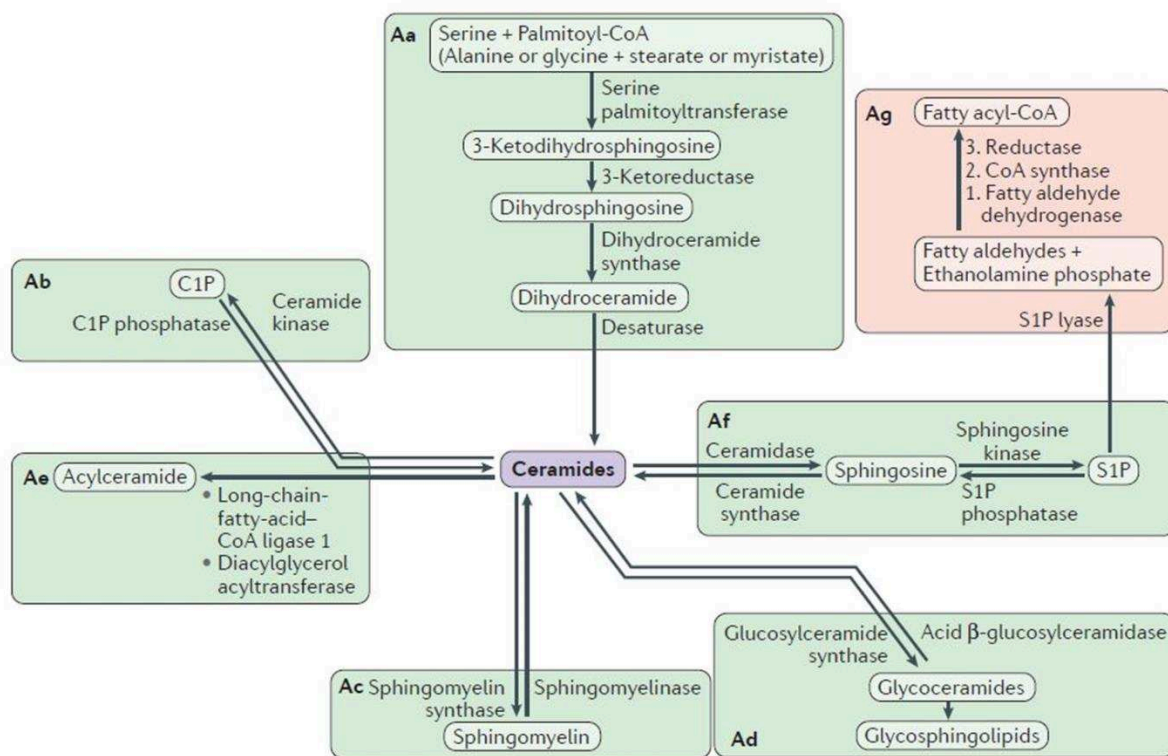 Aa
Serine + Palmitoyl-CoA
(Alanine or glycine + stearate or myristate)
Serine
palmitoyltransferase
3-Ketodihydrosphingosine
3-Ketoreductase
Dihydrosphingosine
Dihydroceramide
synthase
Dihydroceramide
Desaturase
Ag
Fatty acyl-CoA
3. Reductase
2. CoA synthase
1. Fatty aldehyde
dehydrogenase
Fatty aldehydes +
Ethanolamine phosphate
S1P lyase
Ab
C1P
C1P phosphatase
Ceramide
kinase
Ae
Acylceramide
• Long-chain-
fatty-acid–
CoA ligase 1
• Diacylglycerol
acyltransferase
Ceramides
Af
Ceramidase
Ceramide
synthase
Sphingosine
Sphingosine
kinase
S1P
phosphatase
S1P
Ac
Sphingomyelin
synthase
Sphingomyelinase
Sphingomyelin
Glucosylceramide
synthase
Acid β-glucosylceramidase
Glycoceramides
Glycosphingolipids
Ad